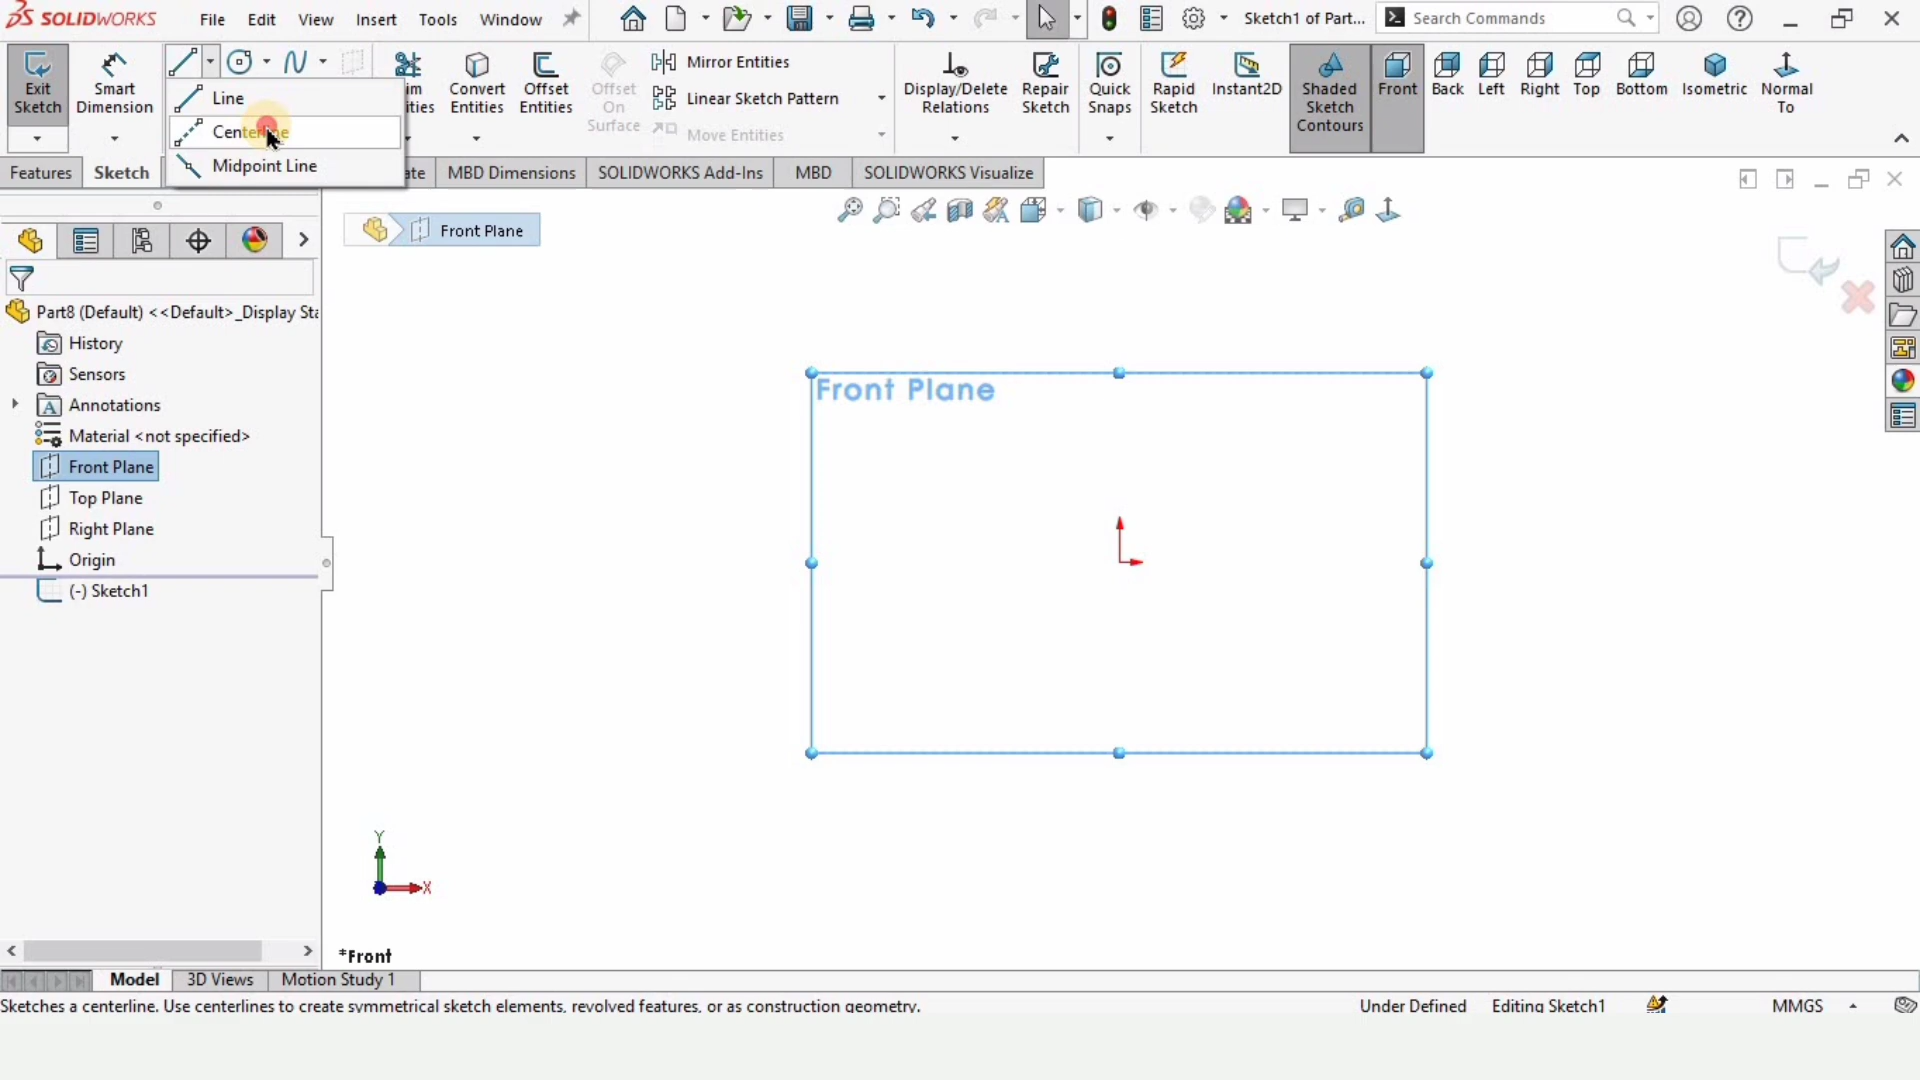 SOLIDWORKS File Edit View Insert Tools Window Sketch1 of Part... Search Commands
Exit Sketch
Smart Dimension
Line
Centerline
Midpoint Line
Convert Entities
Offset Entities
Offset On Surface
Mirror Entities
Linear Sketch Pattern
Move Entities
Display/Delete Relations
Repair Sketch
Quick Snaps
Rapid Sketch
Instant2D
Shaded Sketch Contours
Front Back Left Right Top Bottom Isometric Normal To
Features Sketch MBD Dimensions SOLIDWORKS Add-Ins MBD SOLIDWORKS Visualize
Front Plane
Part8 (Default) <<Default>_Display Sta
History
Sensors
Annotations
Material <not specified>
Front Plane
Top Plane
Right Plane
Origin
(-) Sketch1
Front Plane
Y
X
*Front
Model 3D Views Motion Study 1
Sketches a centerline. Use centerlines to create symmetrical sketch elements, revolved features, or as construction geometry.
Under Defined Editing Sketch1 MMGS